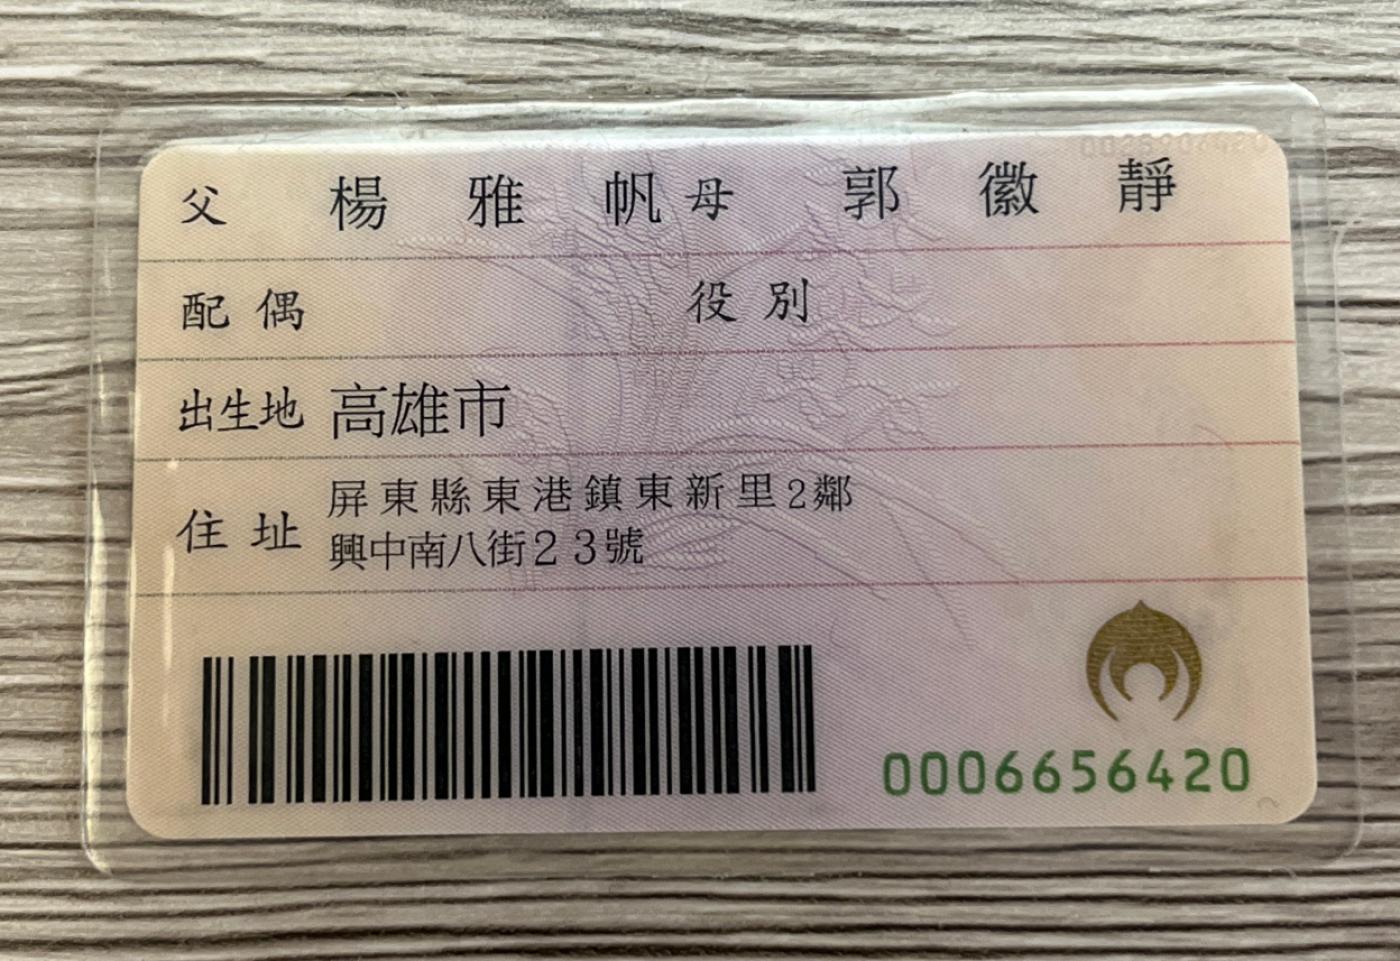 父 楊雅帆 母 郭徽靜
配偶 役別
出生地 高雄市
住址 屏東縣東港鎮東新里2鄰
興中南八街23號
0006656420